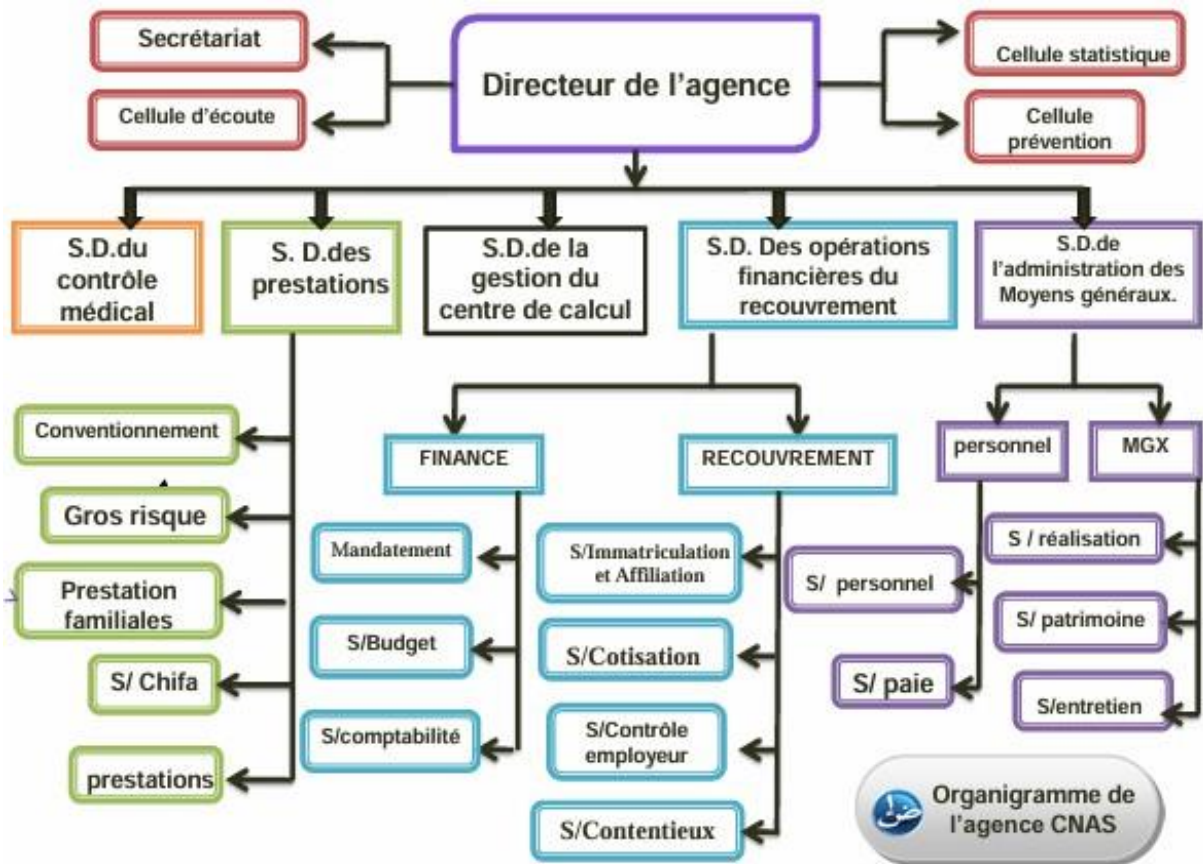 Secrétariat
Cellule d'écoute
Directeur de l'agence
Cellule statistique
Cellule
prévention
S.D.du
contrôle
médical
S. D.des
prestations
S.D.de la
gestion du
centre de calcul
S.D. Des opérations
financières du
recouvrement
S.D.de
l'administration des
Moyens généraux.
Conventionnement
Gros risque
Prestation
familiales
S/ Chifa
prestations
FINANCE
Mandatement
S/Budget
S/comptabilité
RECOUVREMENT
S/Immatriculation
et Affiliation
S/Cotisation
S/Contrôle
employeur
S/Contentieux
personnel
S/ personnel
S/ paie
MGX
S / réalisation
S/ patrimoine
S/entretien
Organigramme de
l'agence CNAS